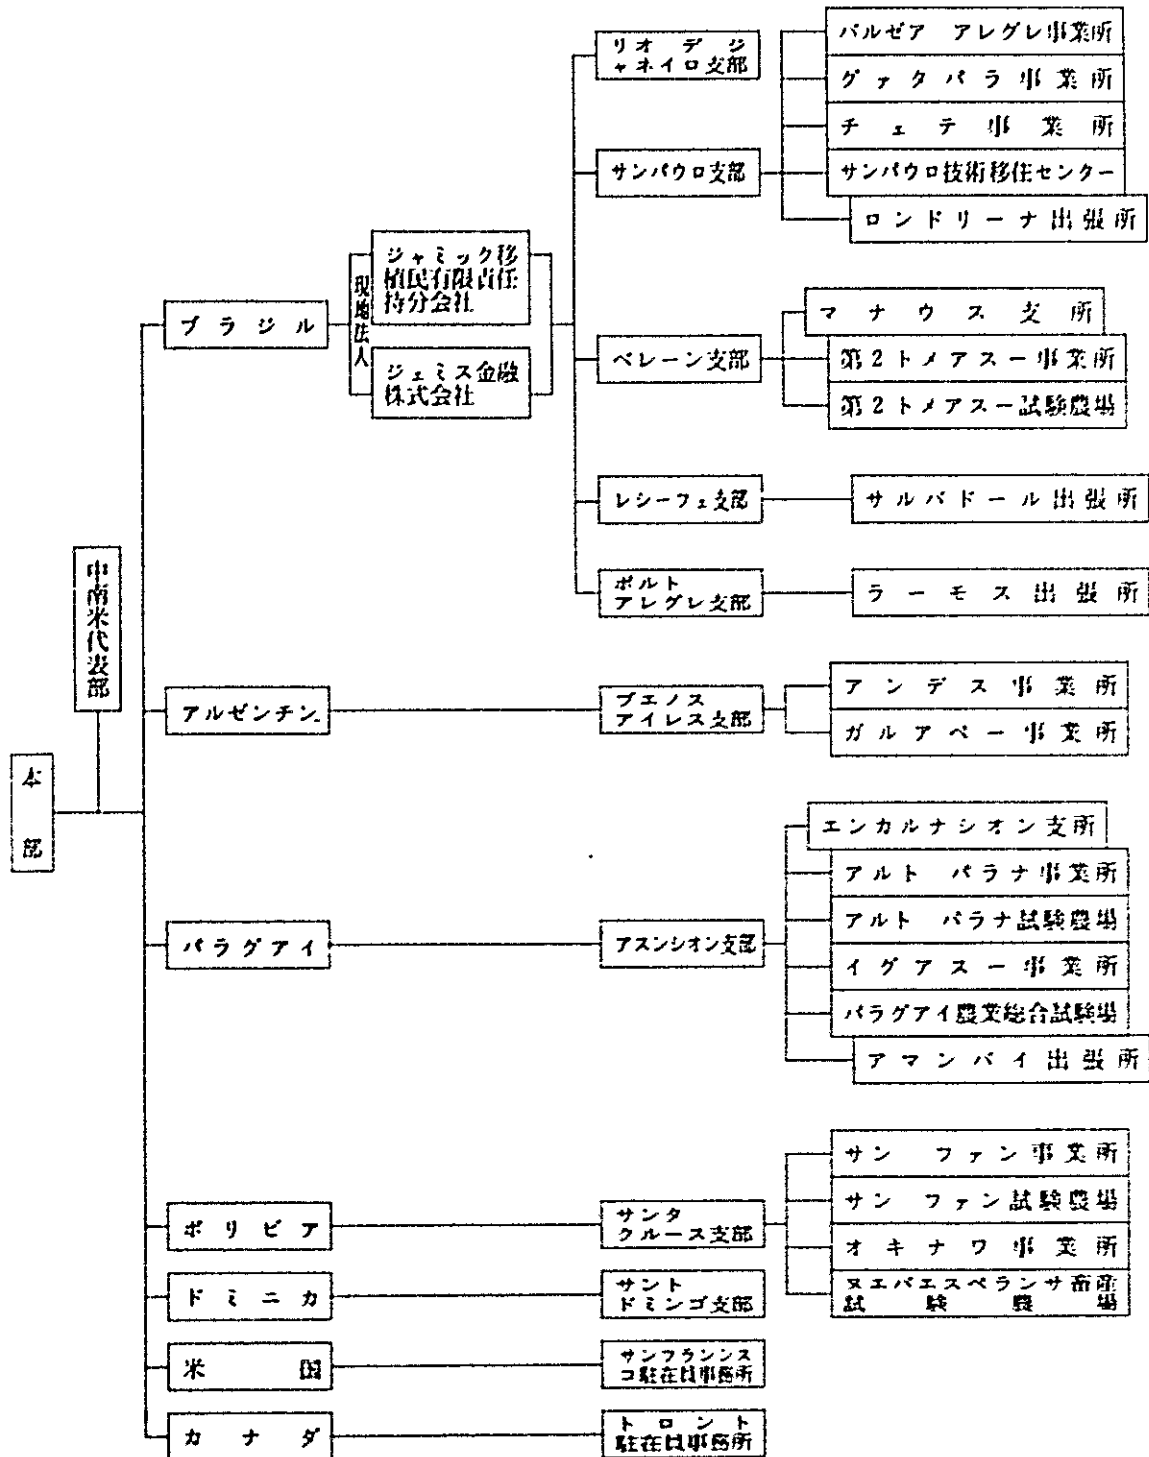 本部
中南米代表部
ブラジル
現地法人
ジャミック移
植民有限責任
持分会社
ジェミス金融
株式会社
リオデジ
ャネイロ支部
サンパウロ支部
バルゼア アレグレ事業所
グァタパラ事業所
チェテ事業所
サンパウロ技術移住センター
ロンドリーナ出張所
ベレーン支部
マナウス支所
第2トメアスー事業所
第2トメアスー試験農場
レシーフェ支部
サルバドール出張所
ポルト
アレグレ支部
ラーモス出張所
アルゼンチン
ブエノス
アイレス支部
アンデス事業所
ガルアペー事業所
パラグアイ
アスンシオン支部
エンカルナシオン支所
アルト パラナ事業所
アルト パラナ試験農場
イグアスー事業所
パラグアイ農業総合試験場
アマンバイ出張所
ボリビア
サンタ
クルース支部
サン ファン事業所
サン ファン試験農場
オキナワ事業所
ヌエバエスペランサ畜産
試験農場
ドミニカ
サント
ドミンゴ支部
米国
サンフランンス
コ駐在員事務所
カナダ
トロント
駐在員事務所